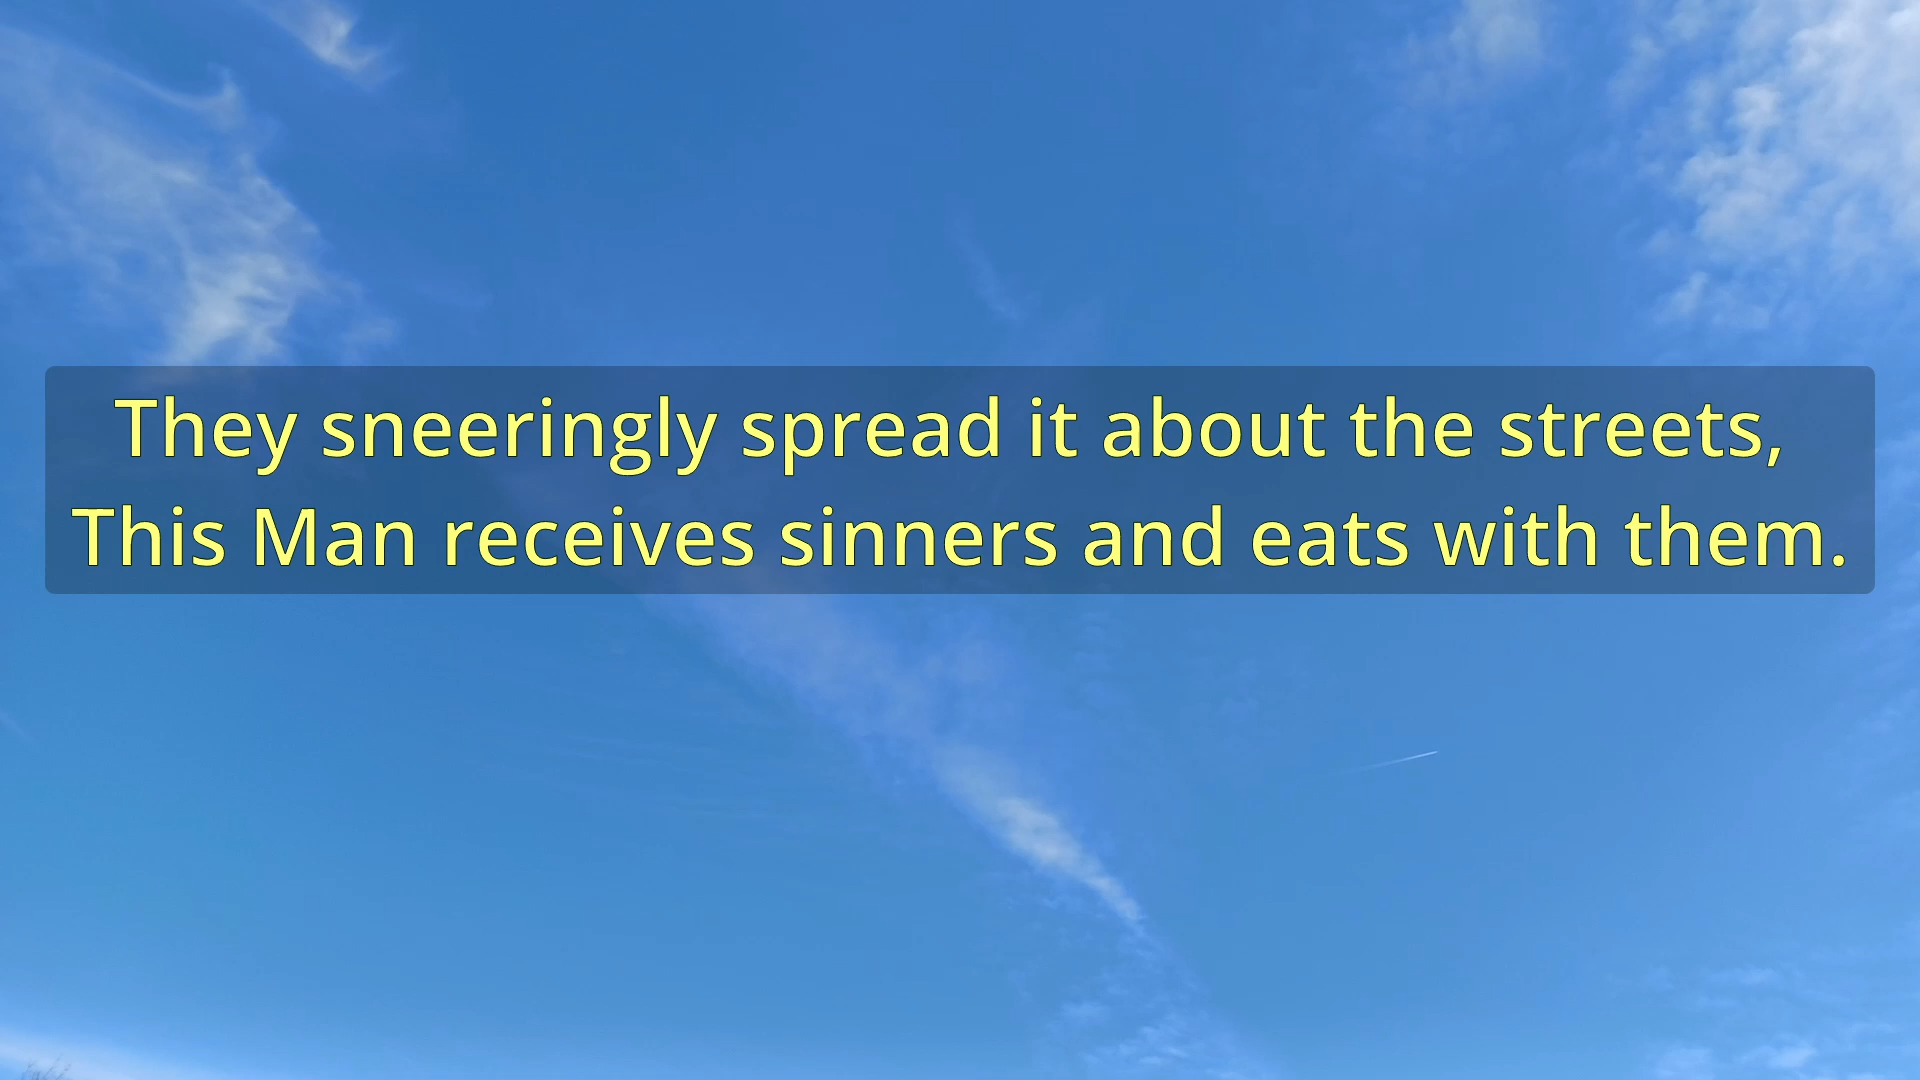 They sneeringly spread it about the streets,
This Man receives sinners and eats with them.